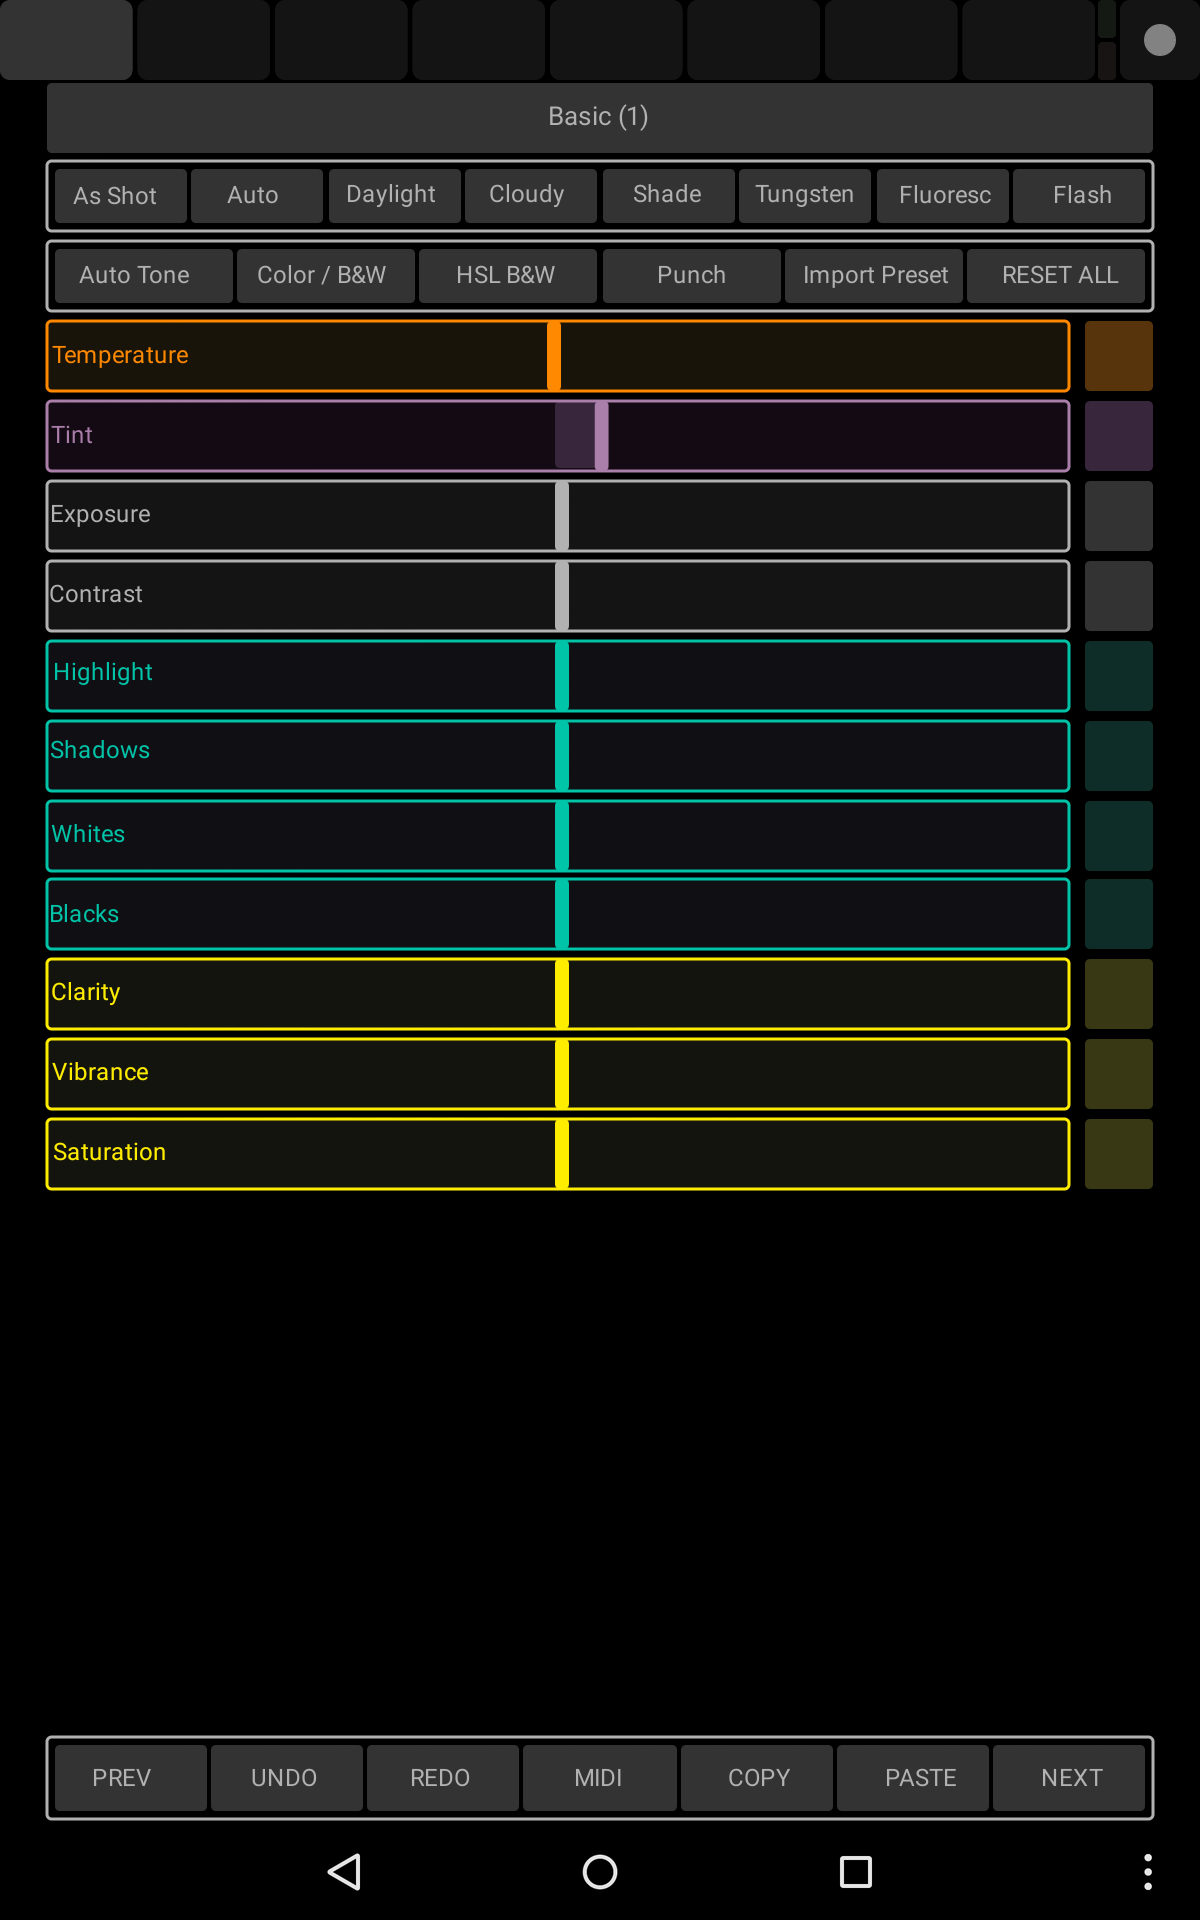 Basic (1)
As Shot Auto Daylight Cloudy Shade Tungsten Fluoresc Flash
Auto Tone Color / B&W HSL B&W Punch Import Preset RESET ALL
Temperature
Tint
Exposure
Contrast
Highlight
Shadows
Whites
Blacks
Clarity
Vibrance
Saturation
PREV UNDO REDO MIDI COPY PASTE NEXT